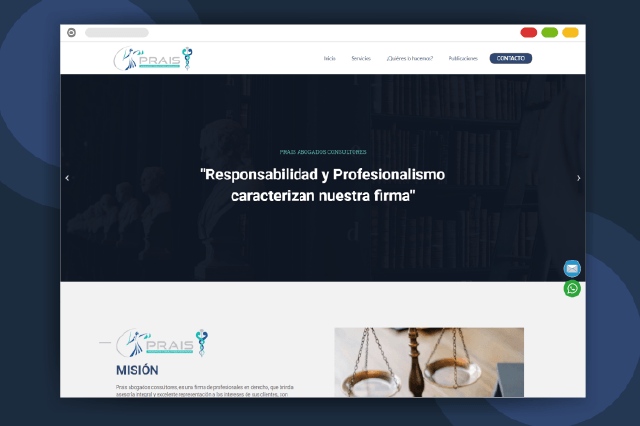 PRAIS
Inicio
Servicios
¿Quiénes o hacemos?
Publicaciones
CONTACTO
PRAIS ABOGADOS CONSULTORES
"Responsabilidad y Profesionalismo
caracterizan nuestra firma"
PRAIS
MISIÓN
Prais abogados consultores, es una firma de profesionales en derecho, que brinda
asesoría integral y excelente representación a los intereses de sus clientes, con